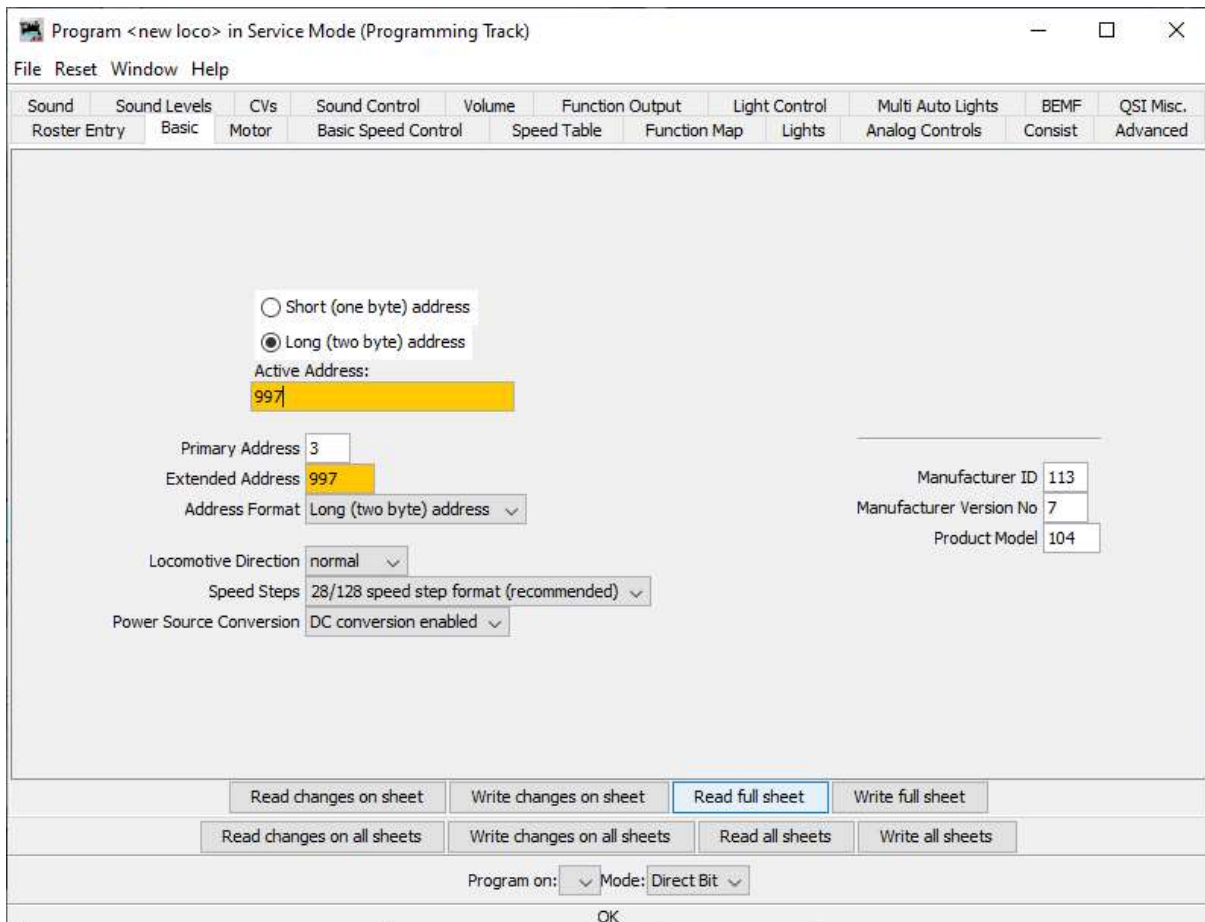 Program <new loco> in Service Mode (Programming Track)
File Reset Window Help
Sound Sound Levels CVs Sound Control Volume Function Output Light Control Multi Auto Lights BEMF QSI Misc.
Roster Entry Basic Motor Basic Speed Control Speed Table Function Map Lights Analog Controls Consist Advanced
Short (one byte) address
Long (two byte) address
Active Address:
997
Primary Address 3
Extended Address 997
Address Format Long (two byte) address
Manufacturer ID 113
Manufacturer Version No 7
Product Model 104
Locomotive Direction normal
Speed Steps 28/128 speed step format (recommended)
Power Source Conversion DC conversion enabled
Read changes on sheet Write changes on sheet Read full sheet Write full sheet
Read changes on all sheets Write changes on all sheets Read all sheets Write all sheets
Program on: Mode: Direct Bit
OK